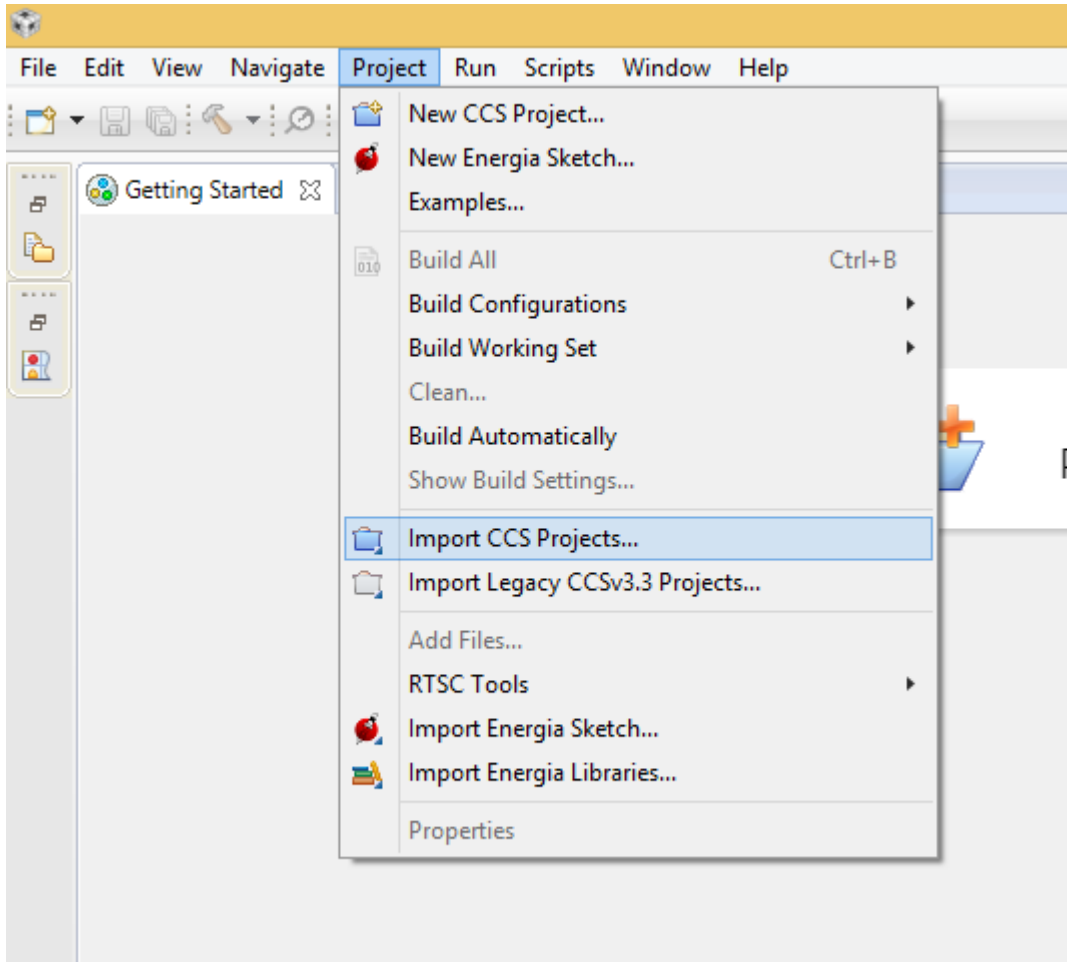 File Edit View Navigate Project Run Scripts Window Help
New CCS Project...
New Energia Sketch...
Getting Started
Examples...
Build All Ctrl+B
010
Build Configurations
Build Working Set
Clean...
Build Automatically
Show Build Settings...
Import CCS Projects...
Import Legacy CCSv3.3 Projects...
Add Files...
RTSC Tools
Import Energia Sketch...
Import Energia Libraries...
Properties